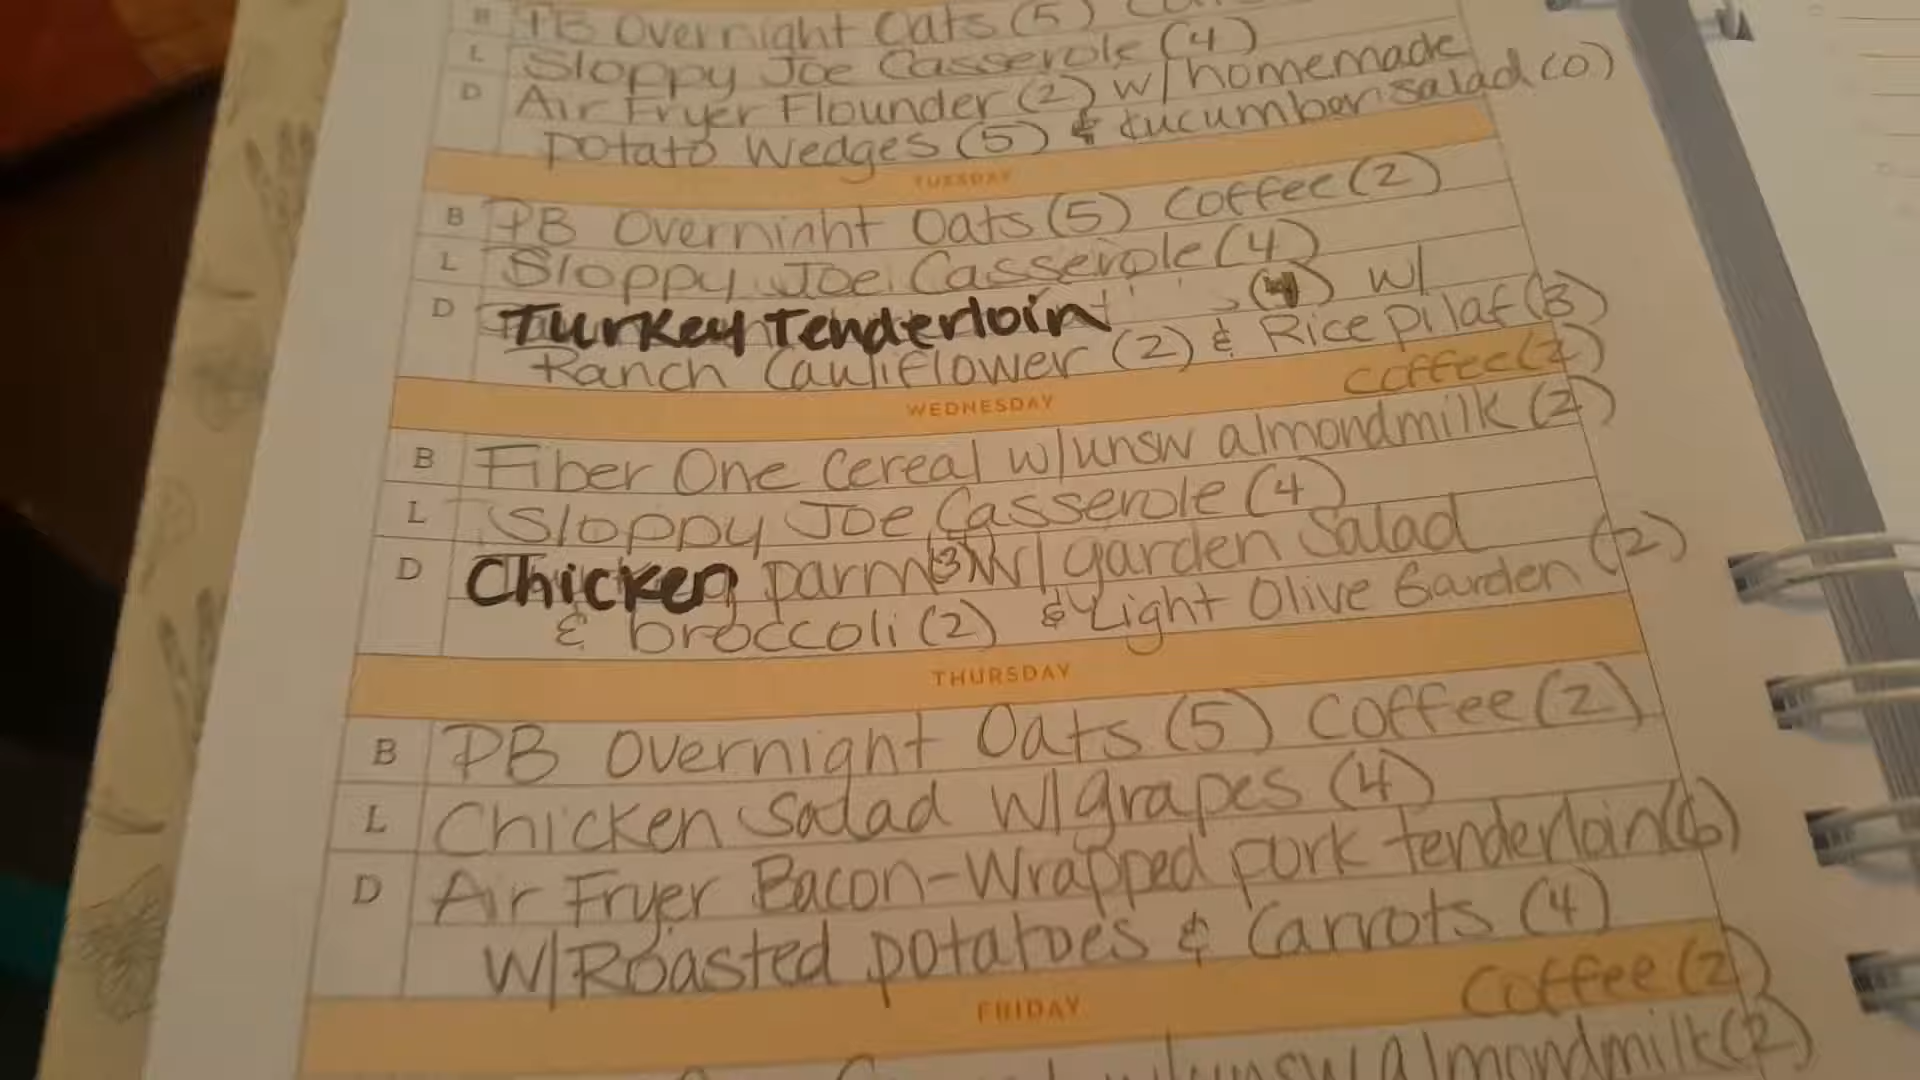 B PB Overnight Oats (5)
L Sloppy Joe Casserole (4)
D Air Fryer Flounder (2) w/ homemade
potato Wedges (5) & cucumber salad (0)
TUESDAY
B PB Overninht Oats (5) Coffee (2)
L Sloppy Joe Casserole (4)
D Turkey Tenderloin w/
Ranch Cauliflower (2) & Rice pilaf (3)
Coffee (2)
WEDNESDAY
B Fiber One Cereal w/unsw almondmilk (2)
L Sloppy Joe Casserole (4)
D Chicken parm (3) w/ garden Salad
& broccoli (2) & Light Olive Garden (2)
THURSDAY
B PB Overnight Oats (5) Coffee (2)
L Chicken salad w/grapes (4)
D Air Fryer Bacon-Wrapped pork tenderloin (6)
W/Roasted potatoes & Carrots (4)
Coffee (2)
FRIDAY
almondmilk (2)